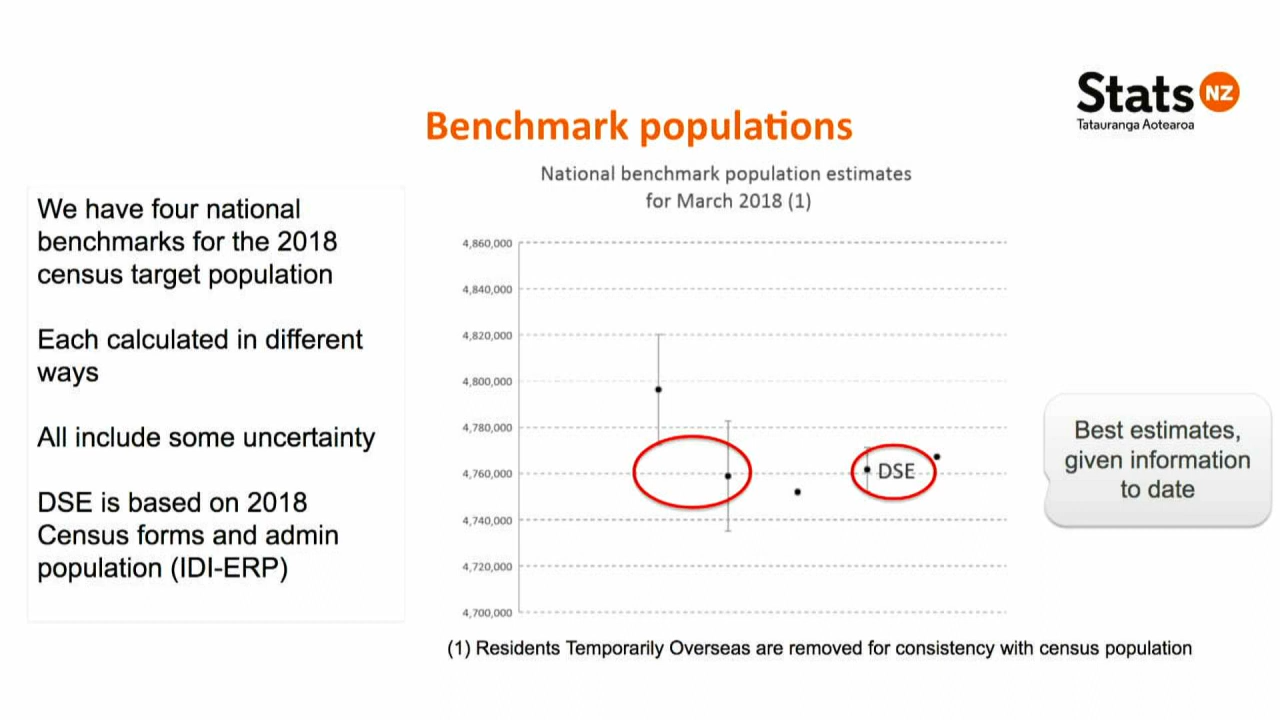 Stats NZ
Tatauranga Aotearoa
Benchmark populations
National benchmark population estimates
for March 2018 (1)
We have four national
benchmarks for the 2018
census target population
Each calculated in different
ways
All include some uncertainty
DSE is based on 2018
Census forms and admin
population (IDI-ERP)
4,860,000
4,840,000
4,820,000
4,800,000
4,780,000
4,760,000
4,740,000
4,720,000
4,700,000
DSE
Best estimates,
given information
to date
(1) Residents Temporarily Overseas are removed for consistency with census population